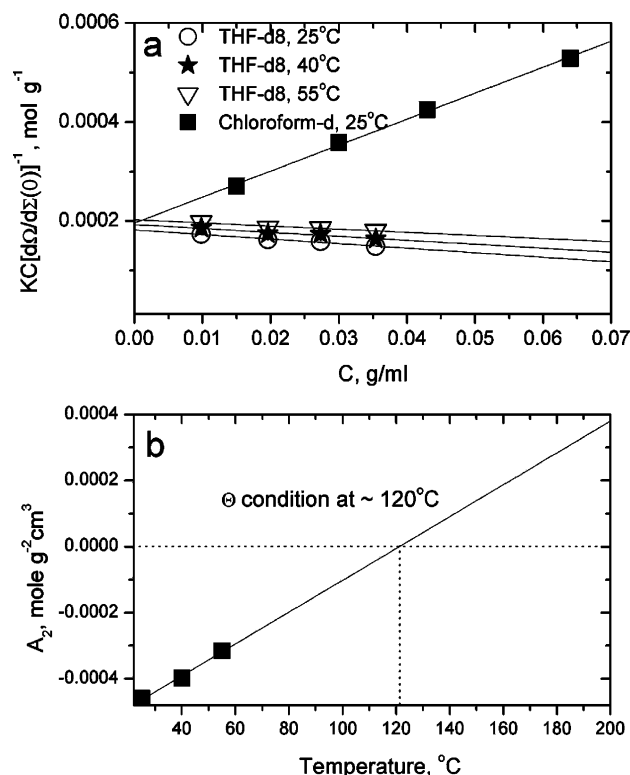 a
THF-d8, 25°C
THF-d8, 40°C
THF-d8, 55°C
Chloroform-d, 25°C
0.0006
0.0004
0.0002
KC[dΩ/dΣ(0)]⁻¹, mol g⁻¹
0.00 0.01 0.02 0.03 0.04 0.05 0.06 0.07
C, g/ml
b
Θ condition at ~ 120°C
0.0004
0.0002
0.0000
-0.0002
-0.0004
A₂, mole g⁻²cm³
40 60 80 100 120 140 160 180 200
Temperature, °C